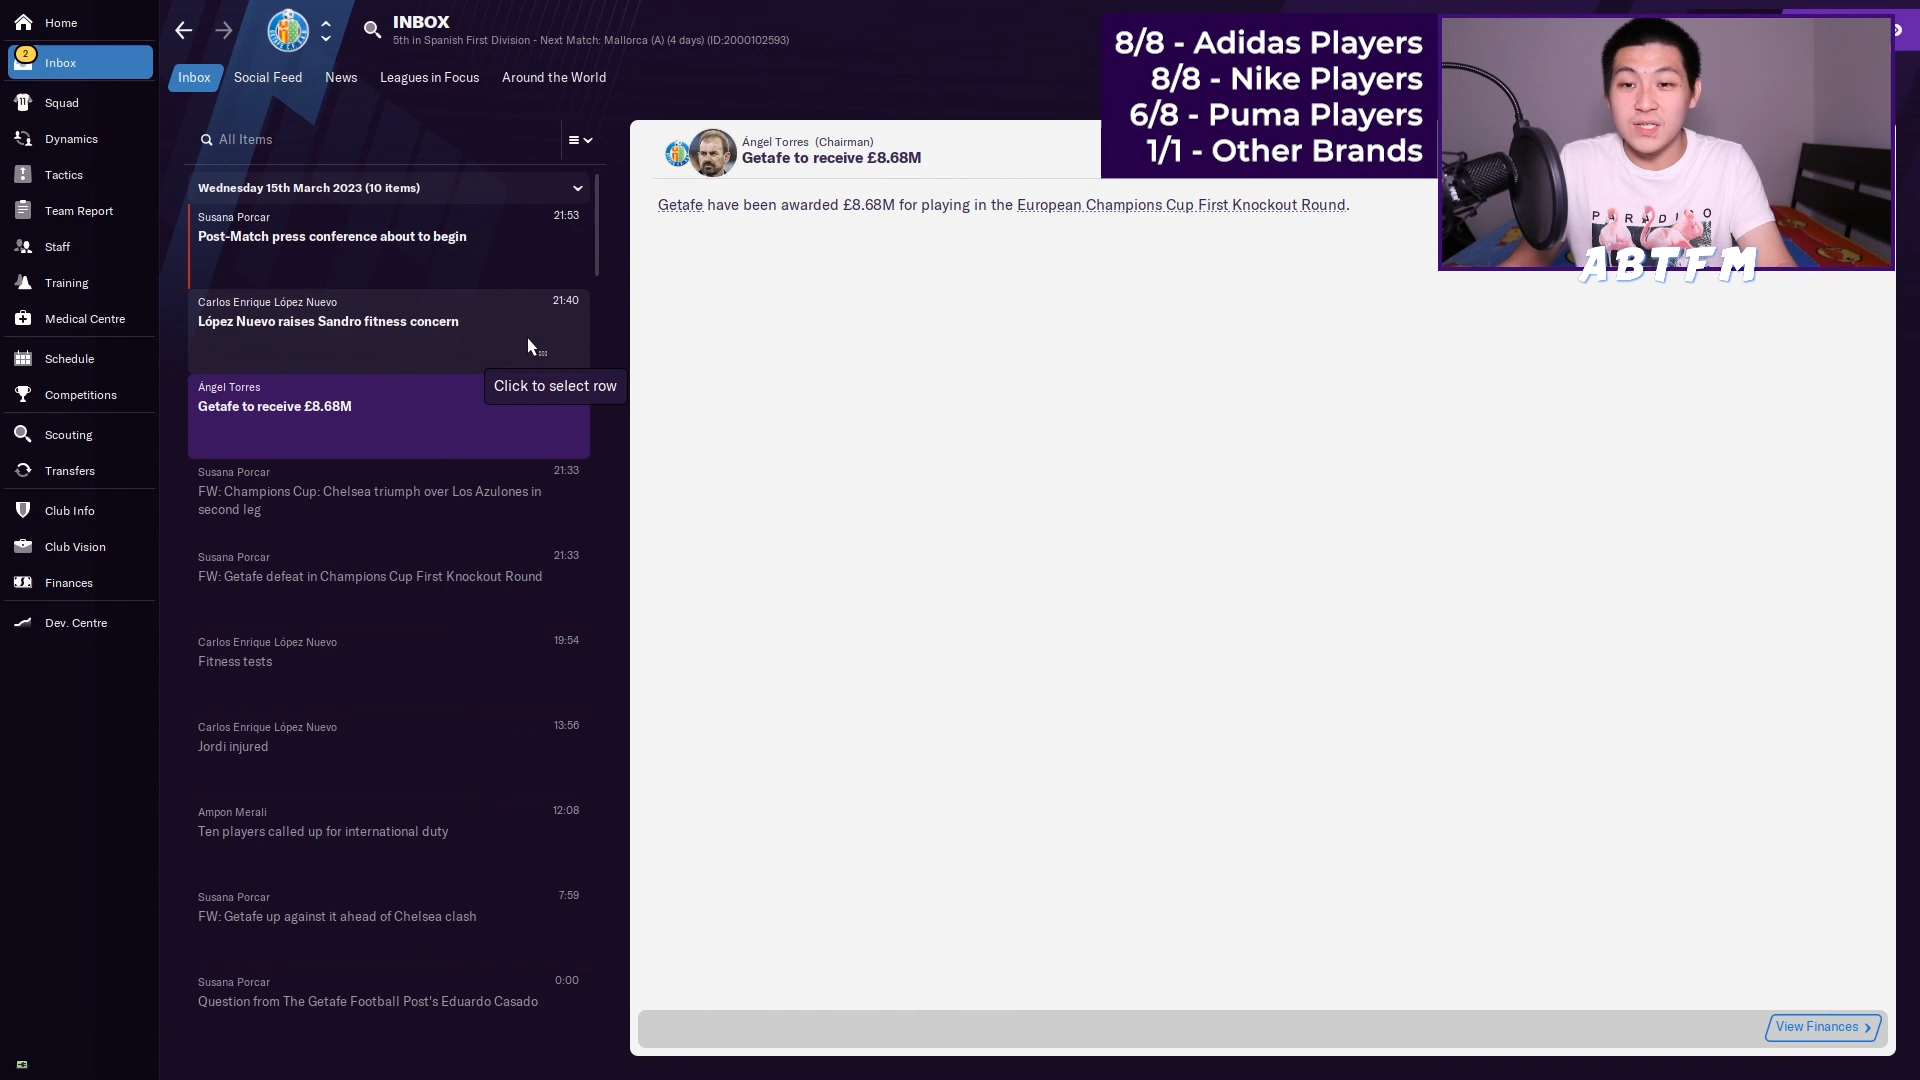 Home
2
Inbox
Squad
Dynamics
Tactics
Team Report
Staff
Training
Medical Centre
Schedule
Competitions
Scouting
Transfers
Club Info
Club Vision
Finances
Dev. Centre
INBOX
5th in Spanish First Division - Next Match: Mallorca (A) (4 days) (ID:2000102593)
Inbox
Social Feed
News
Leagues in Focus
Around the World
All Items
Wednesday 15th March 2023 (10 items)
Susana Porcar
21:53
Post-Match press conference about to begin
Carlos Enrique López Nuevo
21:40
López Nuevo raises Sandro fitness concern
Click to select row
Ángel Torres
Getafe to receive £8.68M
Susana Porcar
21:33
FW: Champions Cup: Chelsea triumph over Los Azulones in
second leg
Susana Porcar
21:33
FW: Getafe defeat in Champions Cup First Knockout Round
Carlos Enrique López Nuevo
19:54
Fitness tests
Carlos Enrique López Nuevo
13:56
Jordi injured
Ampon Merali
12:08
Ten players called up for international duty
Susana Porcar
7:59
FW: Getafe up against it ahead of Chelsea clash
Susana Porcar
0:00
Question from The Getafe Football Post's Eduardo Casado
Ángel Torres (Chairman)
Getafe to receive £8.68M
Getafe have been awarded £8.68M for playing in the European Champions Cup First Knockout Round.
View Finances
8/8 - Adidas Players
8/8 - Nike Players
6/8 - Puma Players
1/1 - Other Brands
PARADISO
ABTFM